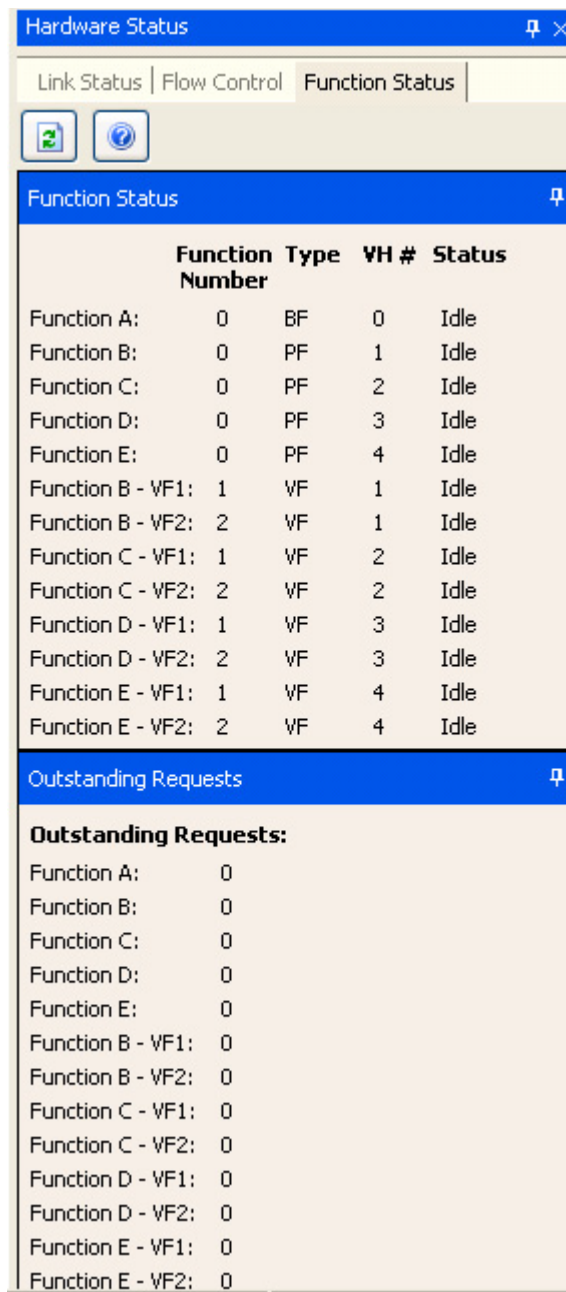 Hardware Status
Link Status Flow Control Function Status
Function Status
Function Type VH # Status
Number
Function A: 0 BF 0 Idle
Function B: 0 PF 1 Idle
Function C: 0 PF 2 Idle
Function D: 0 PF 3 Idle
Function E: 0 PF 4 Idle
Function B - VF1: 1 VF 1 Idle
Function B - VF2: 2 VF 1 Idle
Function C - VF1: 1 VF 2 Idle
Function C - VF2: 2 VF 2 Idle
Function D - VF1: 1 VF 3 Idle
Function D - VF2: 2 VF 3 Idle
Function E - VF1: 1 VF 4 Idle
Function E - VF2: 2 VF 4 Idle
Outstanding Requests
Outstanding Requests:
Function A: 0
Function B: 0
Function C: 0
Function D: 0
Function E: 0
Function B - VF1: 0
Function B - VF2: 0
Function C - VF1: 0
Function C - VF2: 0
Function D - VF1: 0
Function D - VF2: 0
Function E - VF1: 0
Function E - VF2: 0